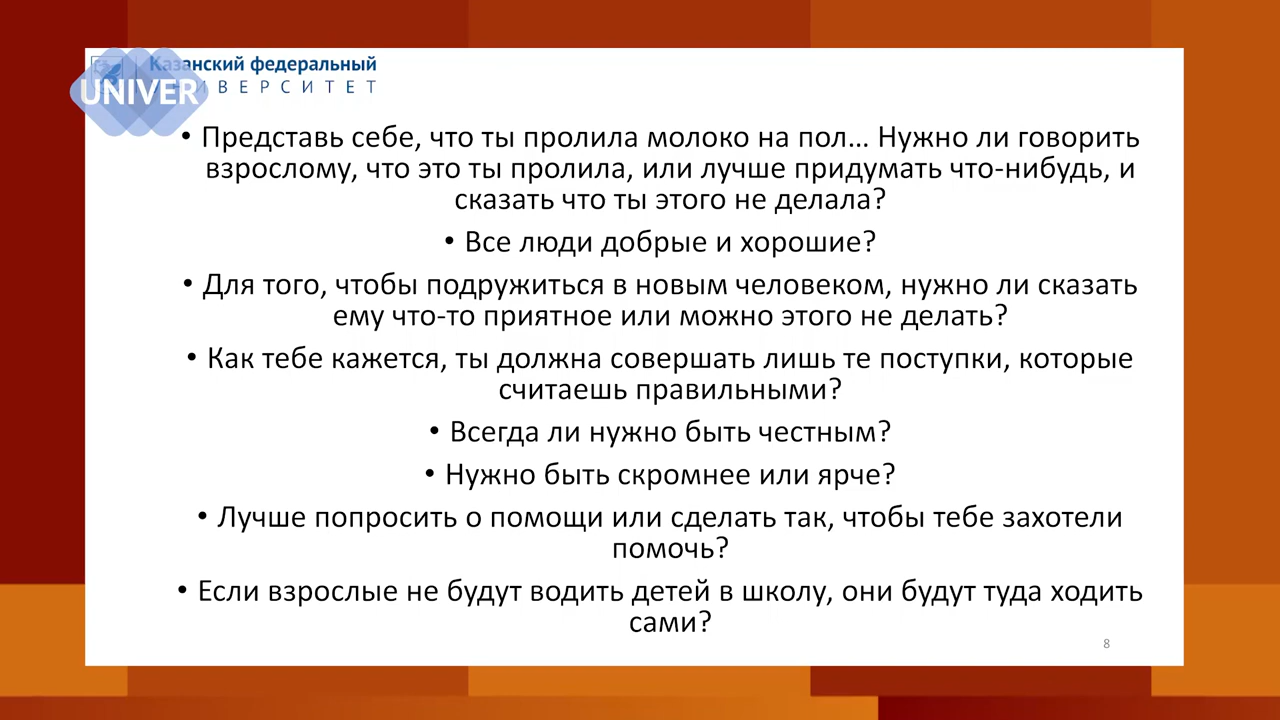 Казанский федеральный
УНИВЕРСИТЕТ
UNIVER
• Представь себе, что ты пролила молоко на пол… Нужно ли говорить
взрослому, что это ты пролила, или лучше придумать что-нибудь, и
сказать что ты этого не делала?
• Все люди добрые и хорошие?
• Для того, чтобы подружиться в новым человеком, нужно ли сказать
ему что-то приятное или можно этого не делать?
• Как тебе кажется, ты должна совершать лишь те поступки, которые
считаешь правильными?
• Всегда ли нужно быть честным?
• Нужно быть скромнее или ярче?
• Лучше попросить о помощи или сделать так, чтобы тебе захотели
помочь?
• Если взрослые не будут водить детей в школу, они будут туда ходить
сами?
8